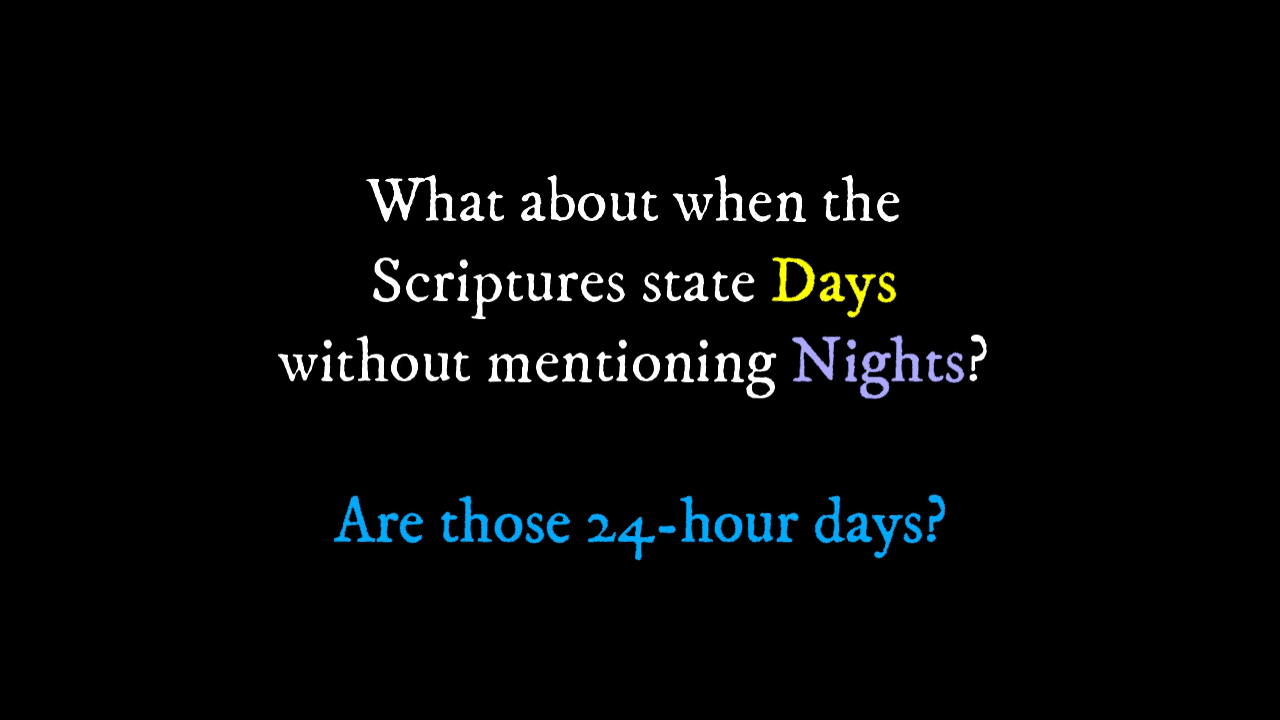 What about when the
Scriptures state Days
without mentioning Nights?
Are those 24-hour days?